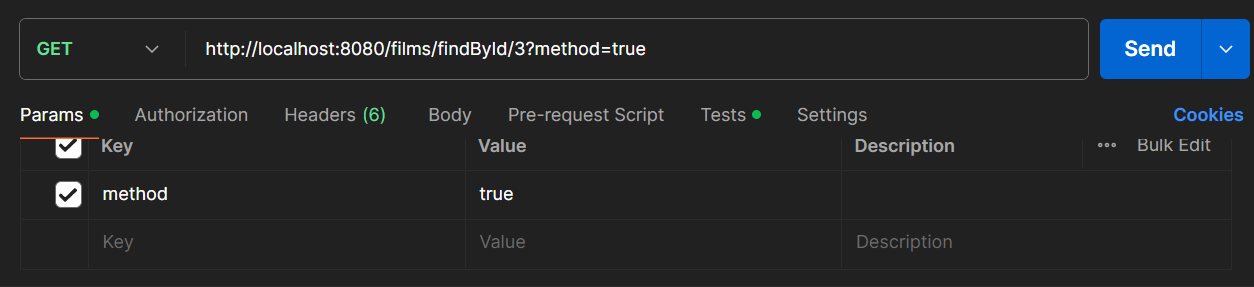 GET http://localhost:8080/films/findById/3?method=true Send
Params Authorization Headers (6) Body Pre-request Script Tests Settings Cookies
Key Value Description Bulk Edit
method true
Key Value Description